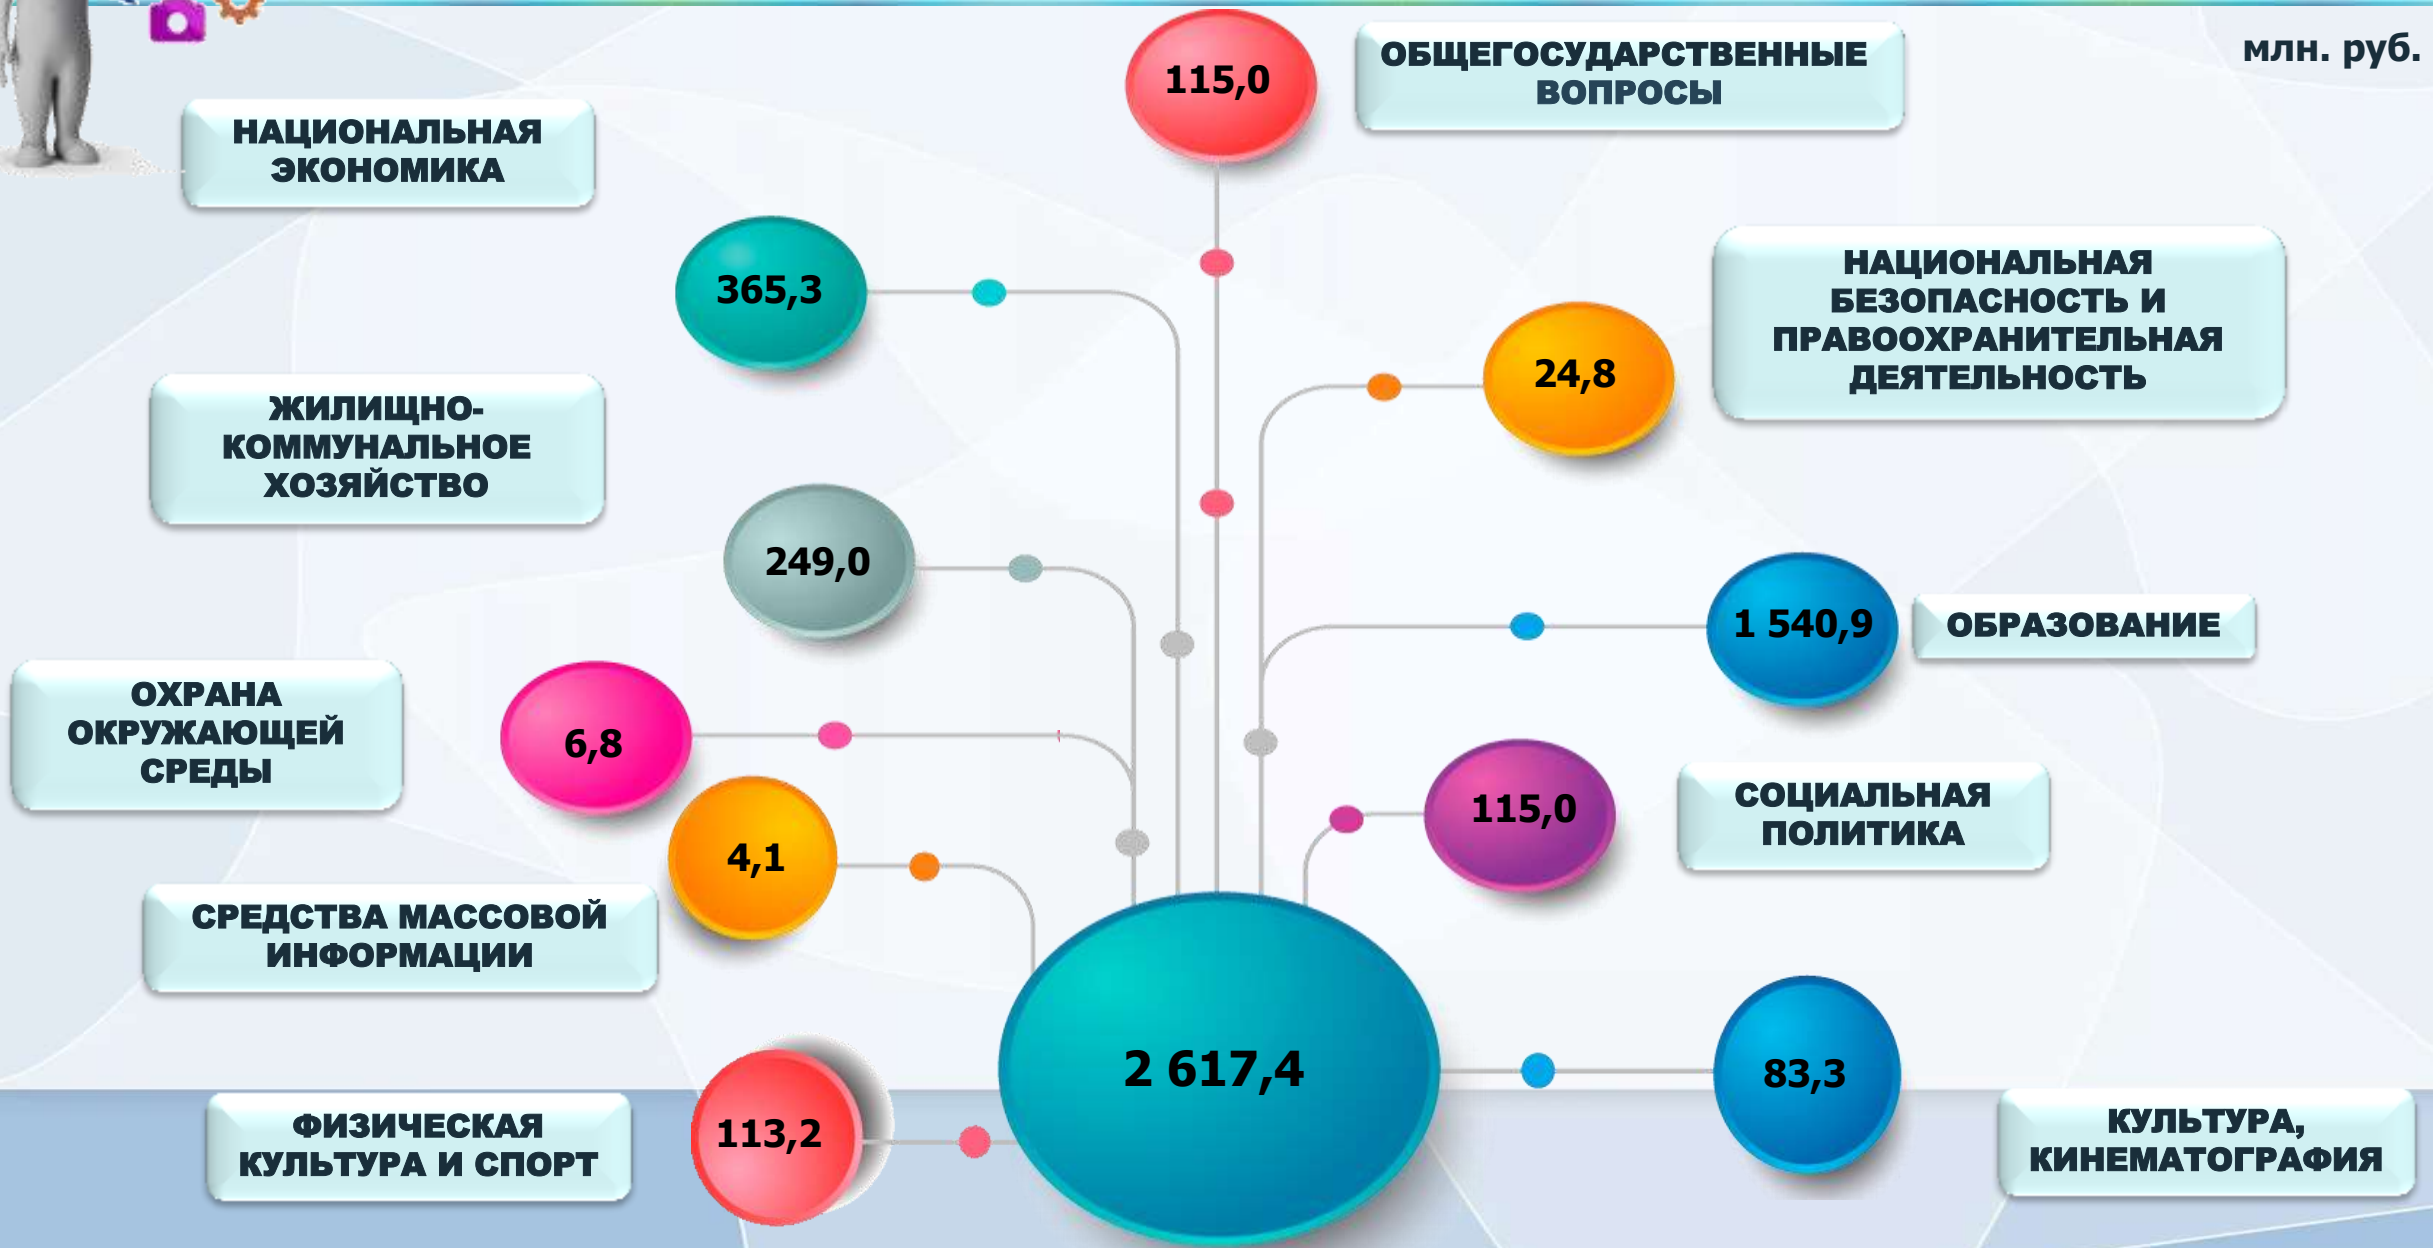 млн. руб.
115,0
ОБЩЕГОСУДАРСТВЕННЫЕ
ВОПРОСЫ
НАЦИОНАЛЬНАЯ
ЭКОНОМИКА
365,3
24,8
НАЦИОНАЛЬНАЯ
БЕЗОПАСНОСТЬ И
ПРАВООХРАНИТЕЛЬНАЯ
ДЕЯТЕЛЬНОСТЬ
ЖИЛИЩНО-
КОММУНАЛЬНОЕ
ХОЗЯЙСТВО
249,0
1 540,9
ОБРАЗОВАНИЕ
ОХРАНА
ОКРУЖАЮЩЕЙ
СРЕДЫ
6,8
115,0
СОЦИАЛЬНАЯ
ПОЛИТИКА
4,1
СРЕДСТВА МАССОВОЙ
ИНФОРМАЦИИ
2 617,4
83,3
КУЛЬТУРА,
КИНЕМАТОГРАФИЯ
ФИЗИЧЕСКАЯ
КУЛЬТУРА И СПОРТ
113,2